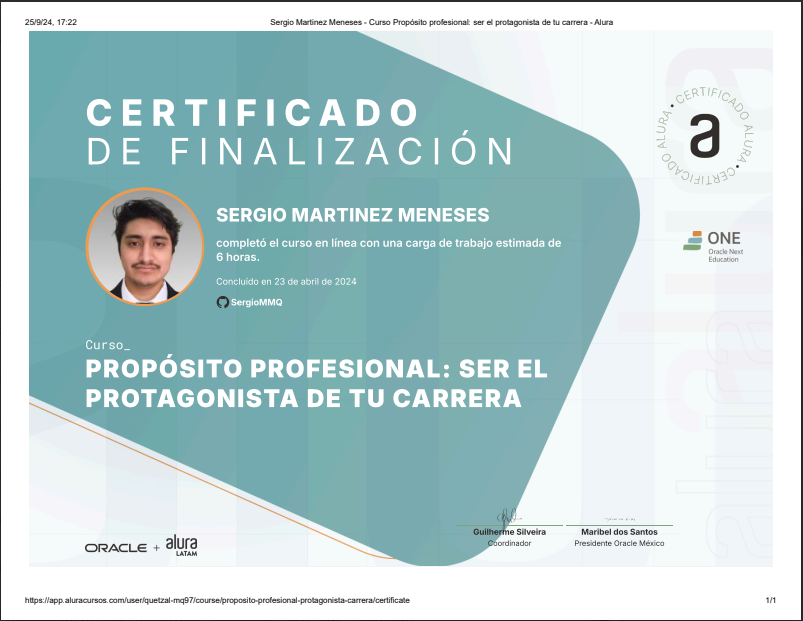 25/9/24, 17:22
Sergio Martinez Meneses - Curso Propósito profesional: ser el protagonista de tu carrera - Alura
CERTIFICADO
DE FINALIZACIÓN
CERTIFICADO ALURA • CERTIFICADO ALURA •
a
SERGIO MARTINEZ MENESES
completó el curso en línea con una carga de trabajo estimada de
6 horas.
ONE
Oracle Next
Education
Concluido en 23 de abril de 2024
SergioMMQ
Curso_
PROPÓSITO PROFESIONAL: SER EL
PROTAGONISTA DE TU CARRERA
Guilherme Silveira
Coordinador
Maribel dos Santos
Presidente Oracle México
ORACLE + alura
LATAM
https://app.aluracursos.com/user/quetzal-mq97/course/proposito-profesional-protagonista-carrera/certificate
1/1